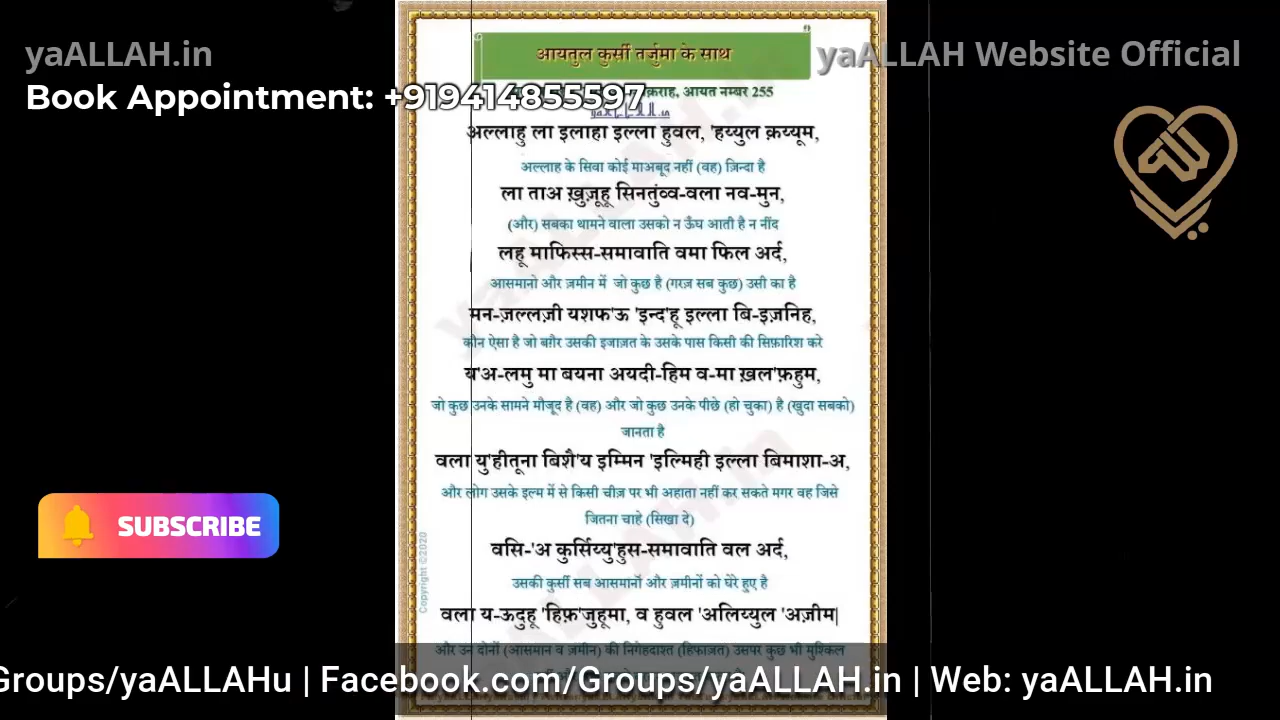 yaALLAH.in
yaALLAH Website Official
Book Appointment: +919414855597
आयतुल कुर्सी तर्जुमा के साथ
आयत नम्बर 255
अल्लाहु ला इलाहा इल्ला हुवल, 'हय्युल क़य्यूम,
अल्लाह के सिवा कोई माअबूद नहीं (वह) ज़िन्दा है
ला ताअ ख़ुज़ूहू सिनतुंव्व-वला नव-मुन,
(और) सबका थामने वाला उसको न ऊँघ आती है न नींद
लहू माफिस्स-समावाति वमा फिल अर्द,
आसमानो और ज़मीन में जो कुछ है (गरज़ सब कुछ) उसी का है
मन-ज़ल्लज़ी यशफ'ऊ 'इन्द'हू इल्ला बि-इज़निह,
कौन ऐसा है जो बग़ैर उसकी इजाज़त के उसके पास किसी की सिफ़ारिश करे
य'अ-लमु मा बयना अयदी-हिम व-मा ख़ल'फ़हुम,
जो कुछ उनके सामने मौजूद है (वह) और जो कुछ उनके पीछे (हो चुका) है (खुदा सबको)
जानता है
वला यु'हीतूना बिशै'य इम्मिन 'इल्मिही इल्ला बिमाशा-अ,
और लोग उसके इल्म में से किसी चीज़ पर भी अहाता नहीं कर सकते मगर वह जिसे
जितना चाहे (सिखा दे)
वसि-'अ कुर्सिय्यु'हुस-समावाति वल अर्द,
उसकी कुर्सी सब आसमानों और ज़मीनों को घेरे हुए है
वला य-ऊदुहू 'हिफ़'जुहूमा, व हुवल 'अलिय्युल 'अज़ीम|
और उन दोनों (आसमान व ज़मीन) की निगेहदाश्त (हिफाज़त) उसपर कुछ भी मुश्किल
Copyright ©2020
SUBSCRIBE
Groups/yaALLAHu | Facebook.com/Groups/yaALLAH.in | Web: yaALLAH.in